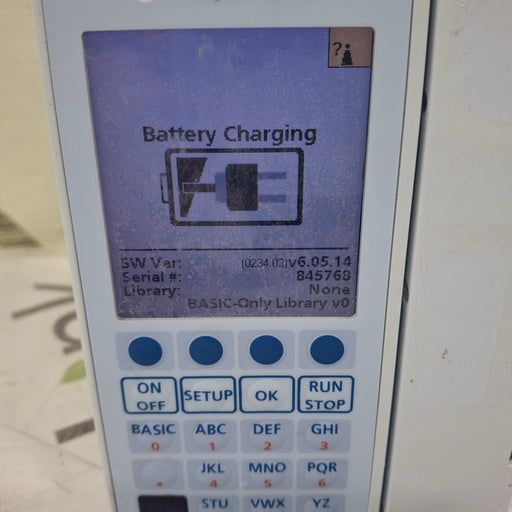 ?
Battery Charging
SW Ver: (0234.02)v6.05.14
Serial #: 845768
Library: None
BASIC-Only Library v0
ON OFF SETUP OK RUN STOP
BASIC ABC DEF GHI
0 1 2 3
JKL MNO PQR
. 4 5 6
STU VWX YZ